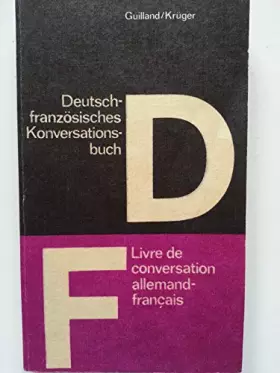 Guilland/Krüger
Deutsch-
französisches
Konversations-
buch
D
F
Livre de
conversation
allemand-
français